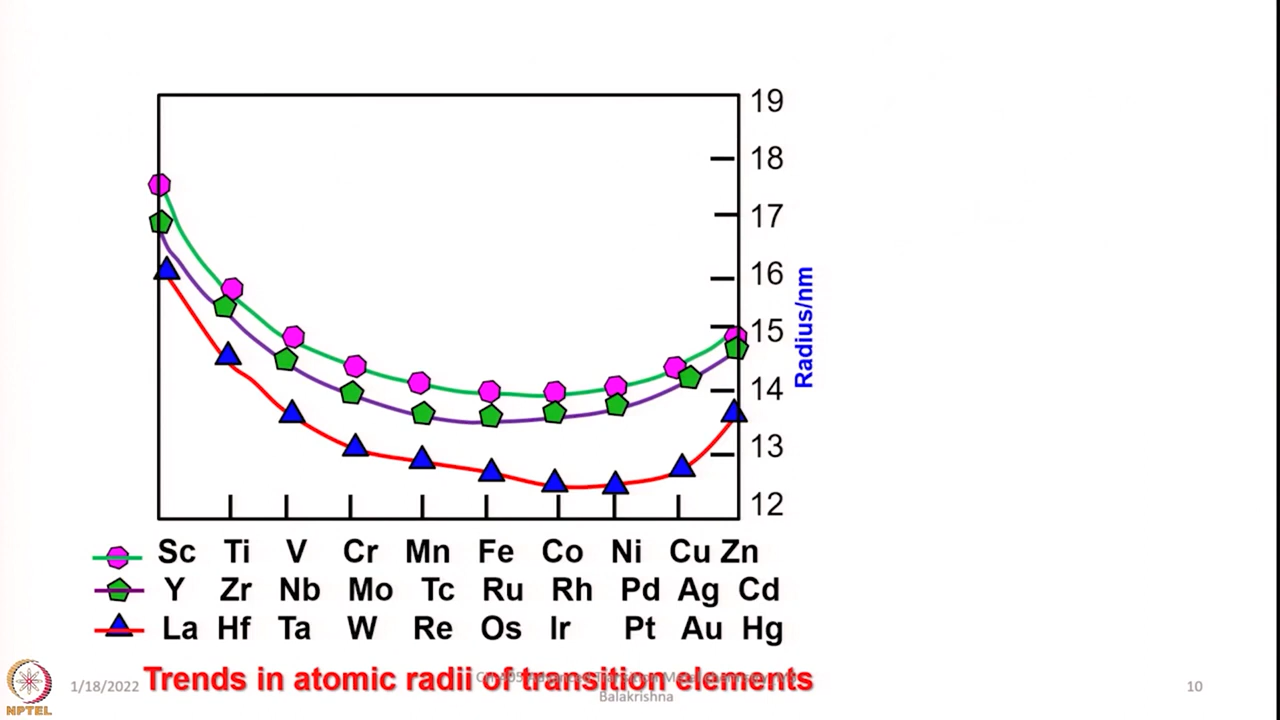 19
18
17
16
15
14
13
12
Radius/nm
Sc Ti V Cr Mn Fe Co Ni Cu Zn
Y Zr Nb Mo Tc Ru Rh Pd Ag Cd
La Hf Ta W Re Os Ir Pt Au Hg
Trends in atomic radii of transition elements
Balakrishna
1/18/2022
10
NPTEL